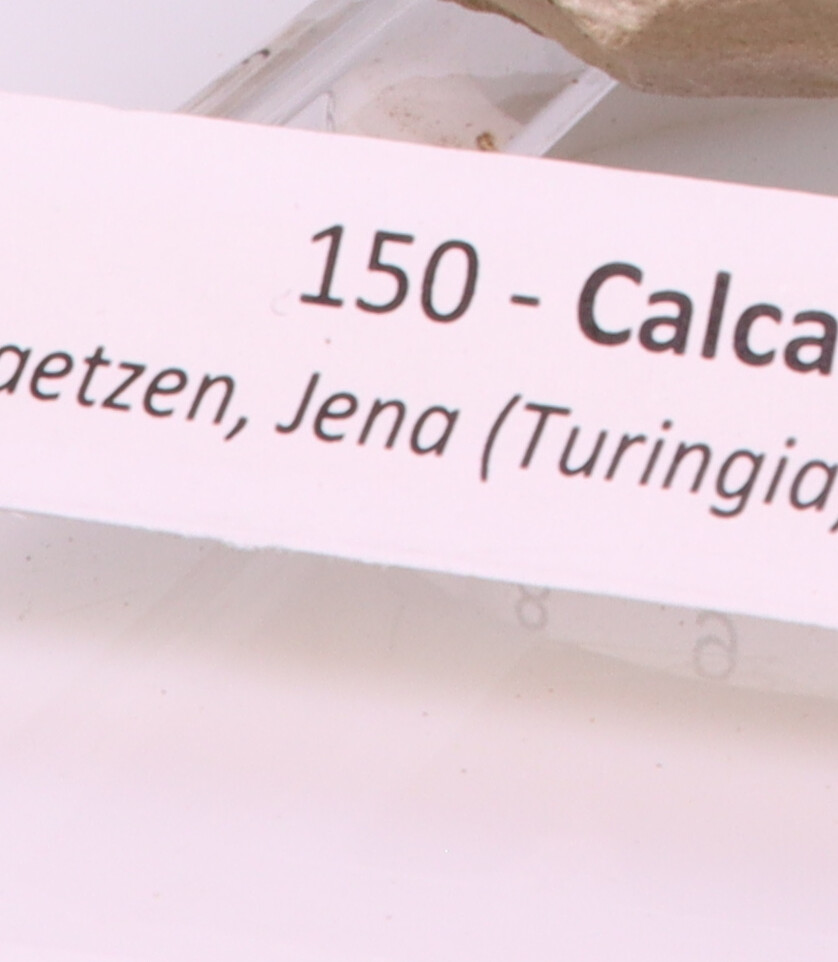 150 - Calca
aetzen, Jena (Turingia,